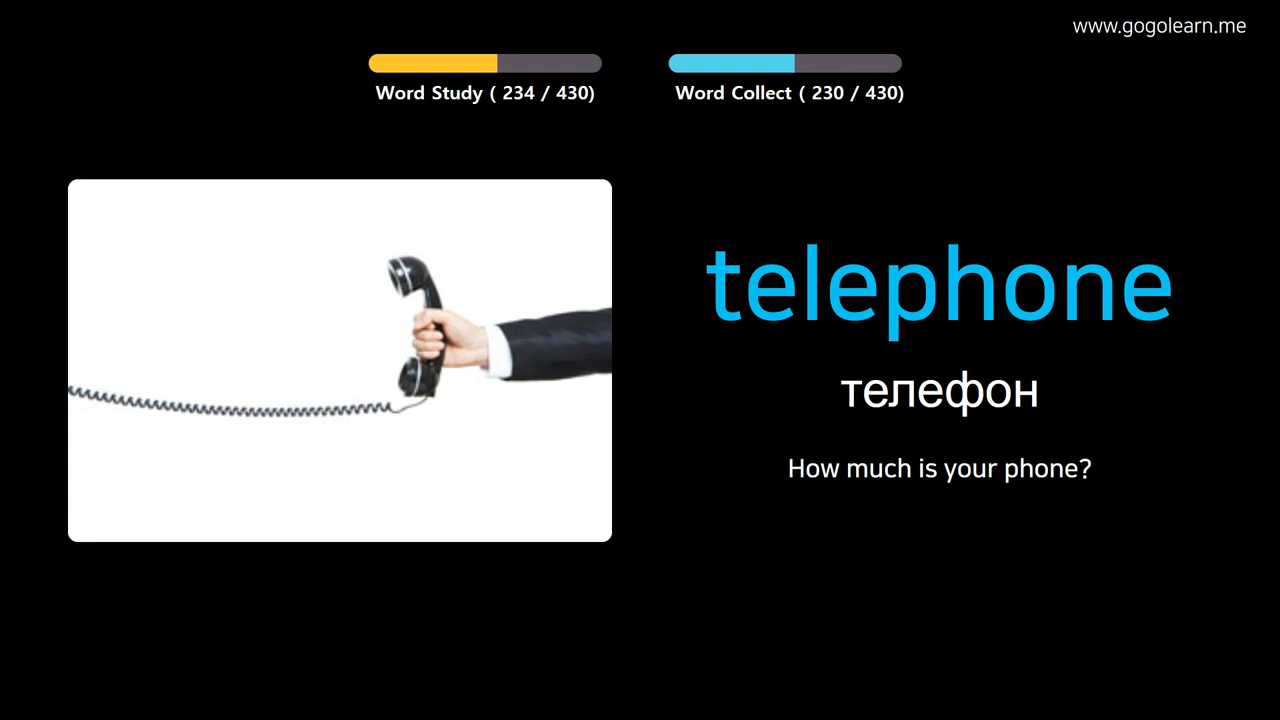 www.gogolearn.me
Word Study ( 234 / 430)
Word Collect ( 230 / 430)
telephone
телефон
How much is your phone?